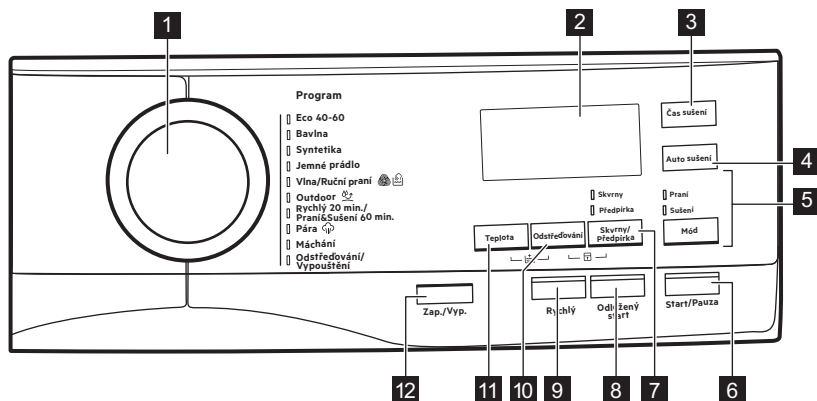 1
2
3
Program
Eco 40-60
Bavlna
Syntetika
Jemné prádlo
Vlna/Ruční praní
Outdoor
Rychlý 20 min./
Praní&Sušení 60 min.
Pára
Máchání
Odstřeďování/
Vypouštění
Čas sušení
Auto sušení
4
5
Skvrny
Předpírka
Praní
Sušení
Teplota
Odstřeďování
Skvrny/
Předpírka
Mód
Zap./Vyp.
Rychlý
Odložený
start
Start/Pauza
12
11
10
9
8
7
6